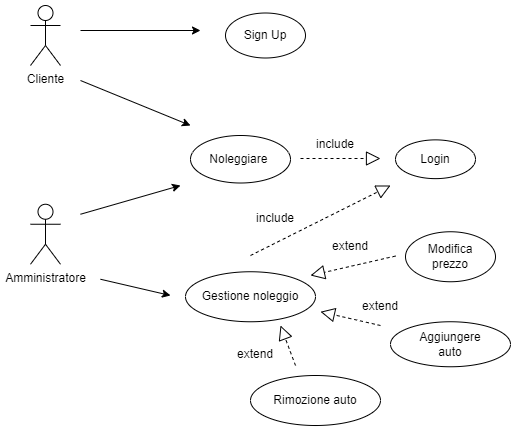 Sign Up
Cliente
include
Noleggiare
Login
include
extend
Modifica
prezzo
Amministratore
Gestione noleggio
extend
Aggiungere
auto
extend
Rimozione auto